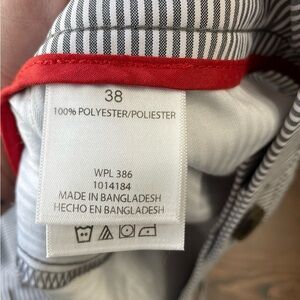 38
100% POLYESTER/POLIESTER
WPL 386
1014184
MADE IN BANGLADESH
HECHO EN BANGLADESH